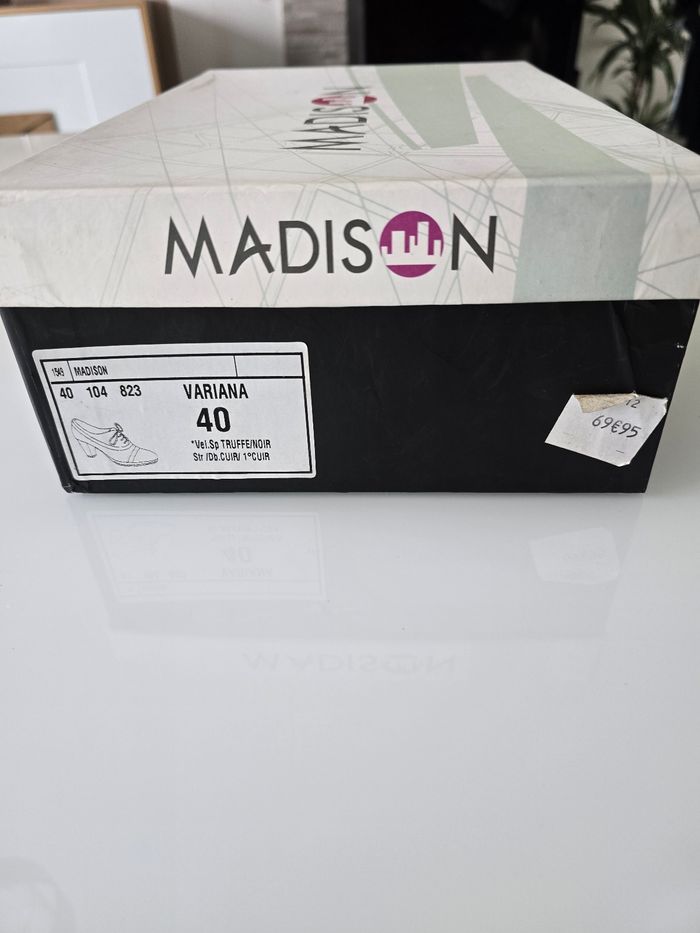 MADISON
MADISON
1549 MADISON
40 104 823 VARIANA
40
*Vel.Sp TRUFFE/NOIR
Str /Db.CUIR/ 1°CUIR
12
69€95